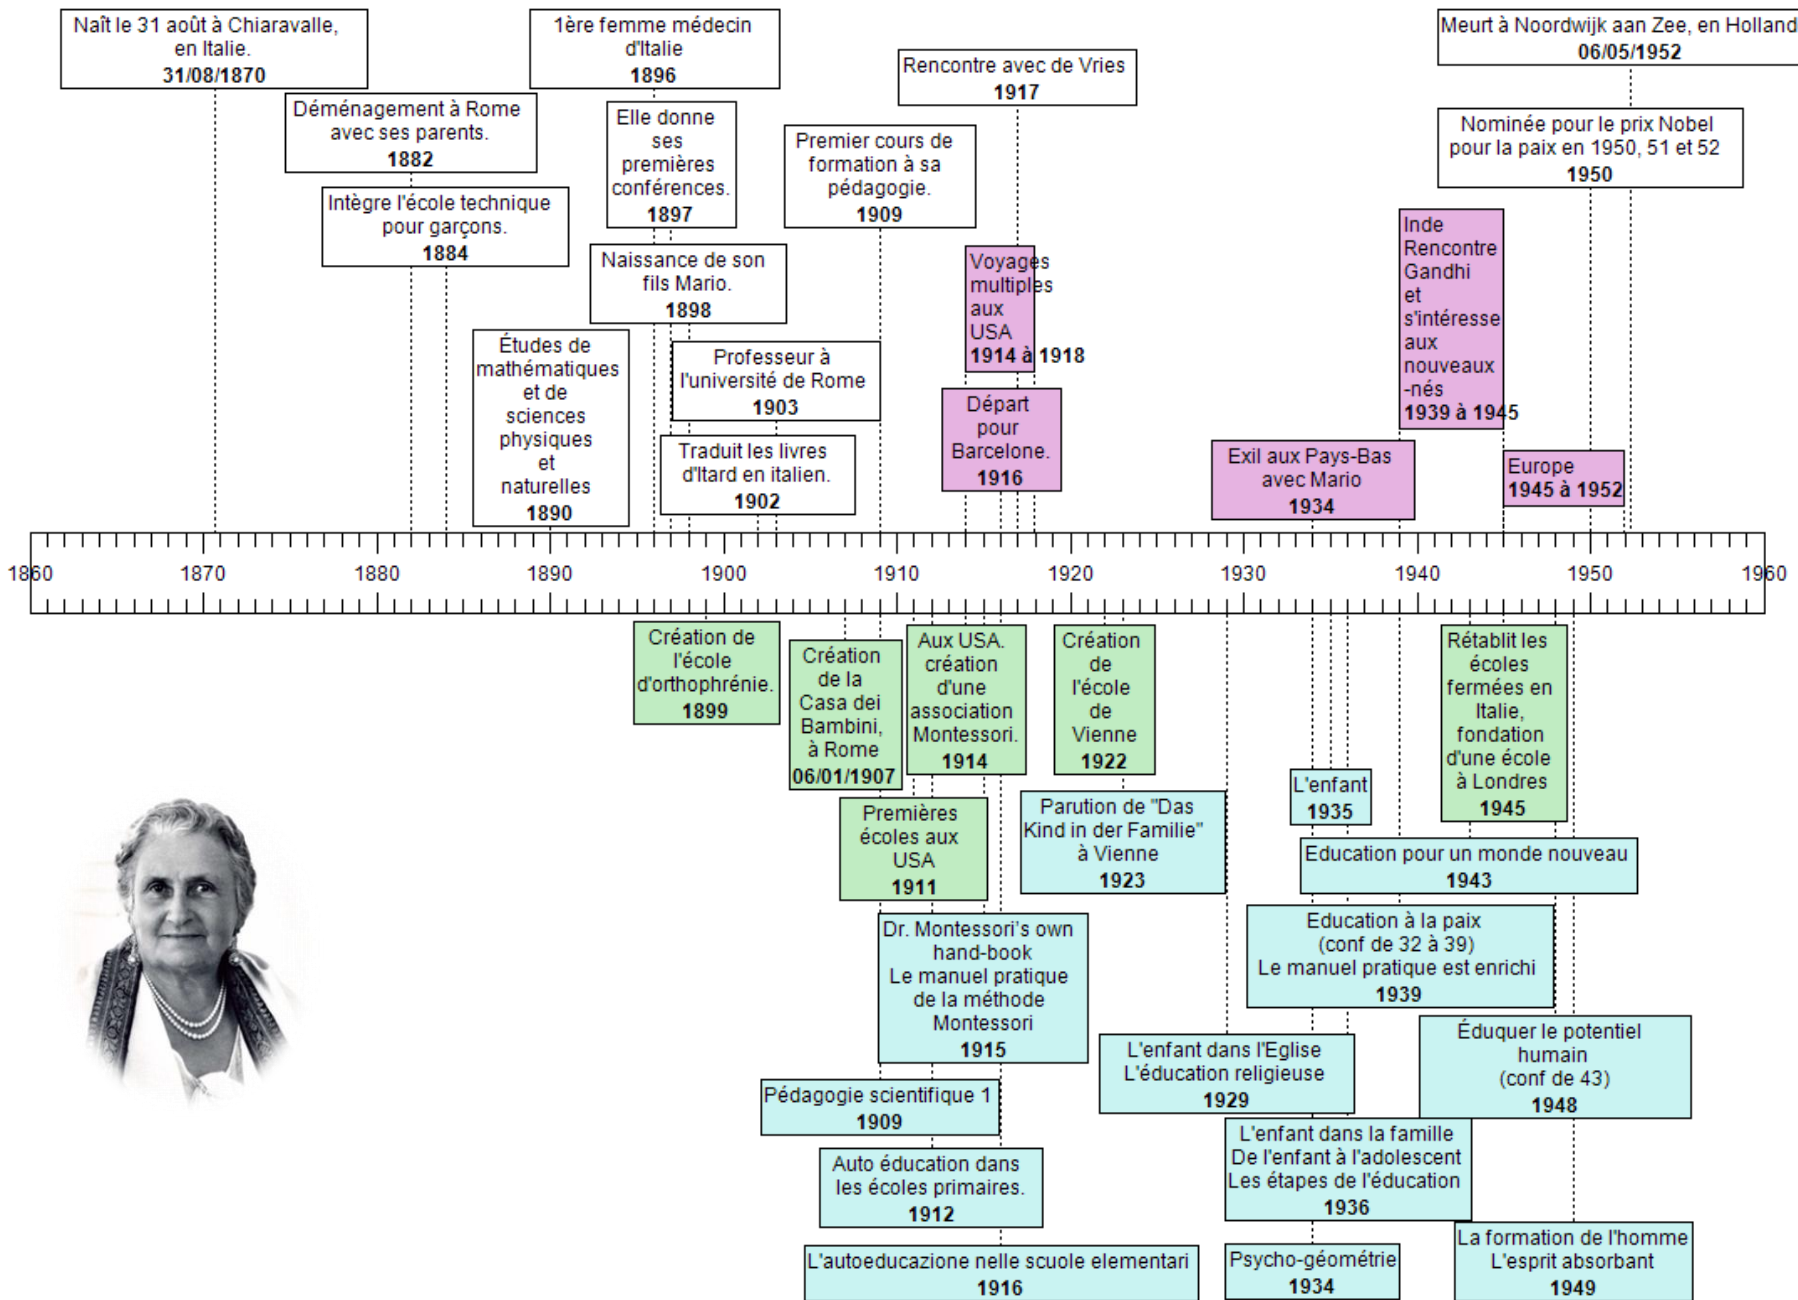 Naît le 31 août à Chiaravalle,
en Italie.
31/08/1870
Déménagement à Rome
avec ses parents.
1882
Intègre l'école technique
pour garçons.
1884
Études de
mathématiques
et de
sciences
physiques
et
naturelles
1890
1ère femme médecin
d'Italie
1896
Elle donne
ses
premières
conférences.
1897
Naissance de son
fils Mario.
1898
Professeur à
l'université de Rome
1903
Traduit les livres
d'Itard en italien.
1902
Premier cours de
formation à sa
pédagogie.
1909
Rencontre avec de Vries
1917
Voyages
multiples
aux
USA
1914 à 1918
Départ
pour
Barcelone.
1916
Exil aux Pays-Bas
avec Mario
1934
Inde
Rencontre
Gandhi
et
s'intéresse
aux
nouveaux
-nés
1939 à 1945
Europe
1945 à 1952
Meurt à Noordwijk aan Zee, en Holland
06/05/1952
Nominée pour le prix Nobel
pour la paix en 1950, 51 et 52
1950
1860 1870 1880 1890 1900 1910 1920 1930 1940 1950 1960
Création de
l'école
d'orthophrénie.
1899
Création
de la
Casa dei
Bambini,
à Rome
06/01/1907
Aux USA.
création
d'une
association
Montessori.
1914
Premières
écoles aux
USA
1911
Création
de
l'école
de
Vienne
1922
Parution de "Das
Kind in der Familie"
à Vienne
1923
L'enfant
1935
Rétablit les
écoles
fermées en
Italie,
fondation
d'une école
à Londres
1945
Education pour un monde nouveau
1943
Education à la paix
(conf de 32 à 39)
Le manuel pratique est enrichi
1939
Dr. Montessori's own
hand-book
Le manuel pratique
de la méthode
Montessori
1915
L'enfant dans l'Eglise
L'éducation religieuse
1929
Éduquer le potentiel
humain
(conf de 43)
1948
Pédagogie scientifique 1
1909
Auto éducation dans
les écoles primaires.
1912
L'enfant dans la famille
De l'enfant à l'adolescent
Les étapes de l'éducation
1936
L'autoeducazione nelle scuole elementari
1916
Psycho-géométrie
1934
La formation de l'homme
L'esprit absorbant
1949